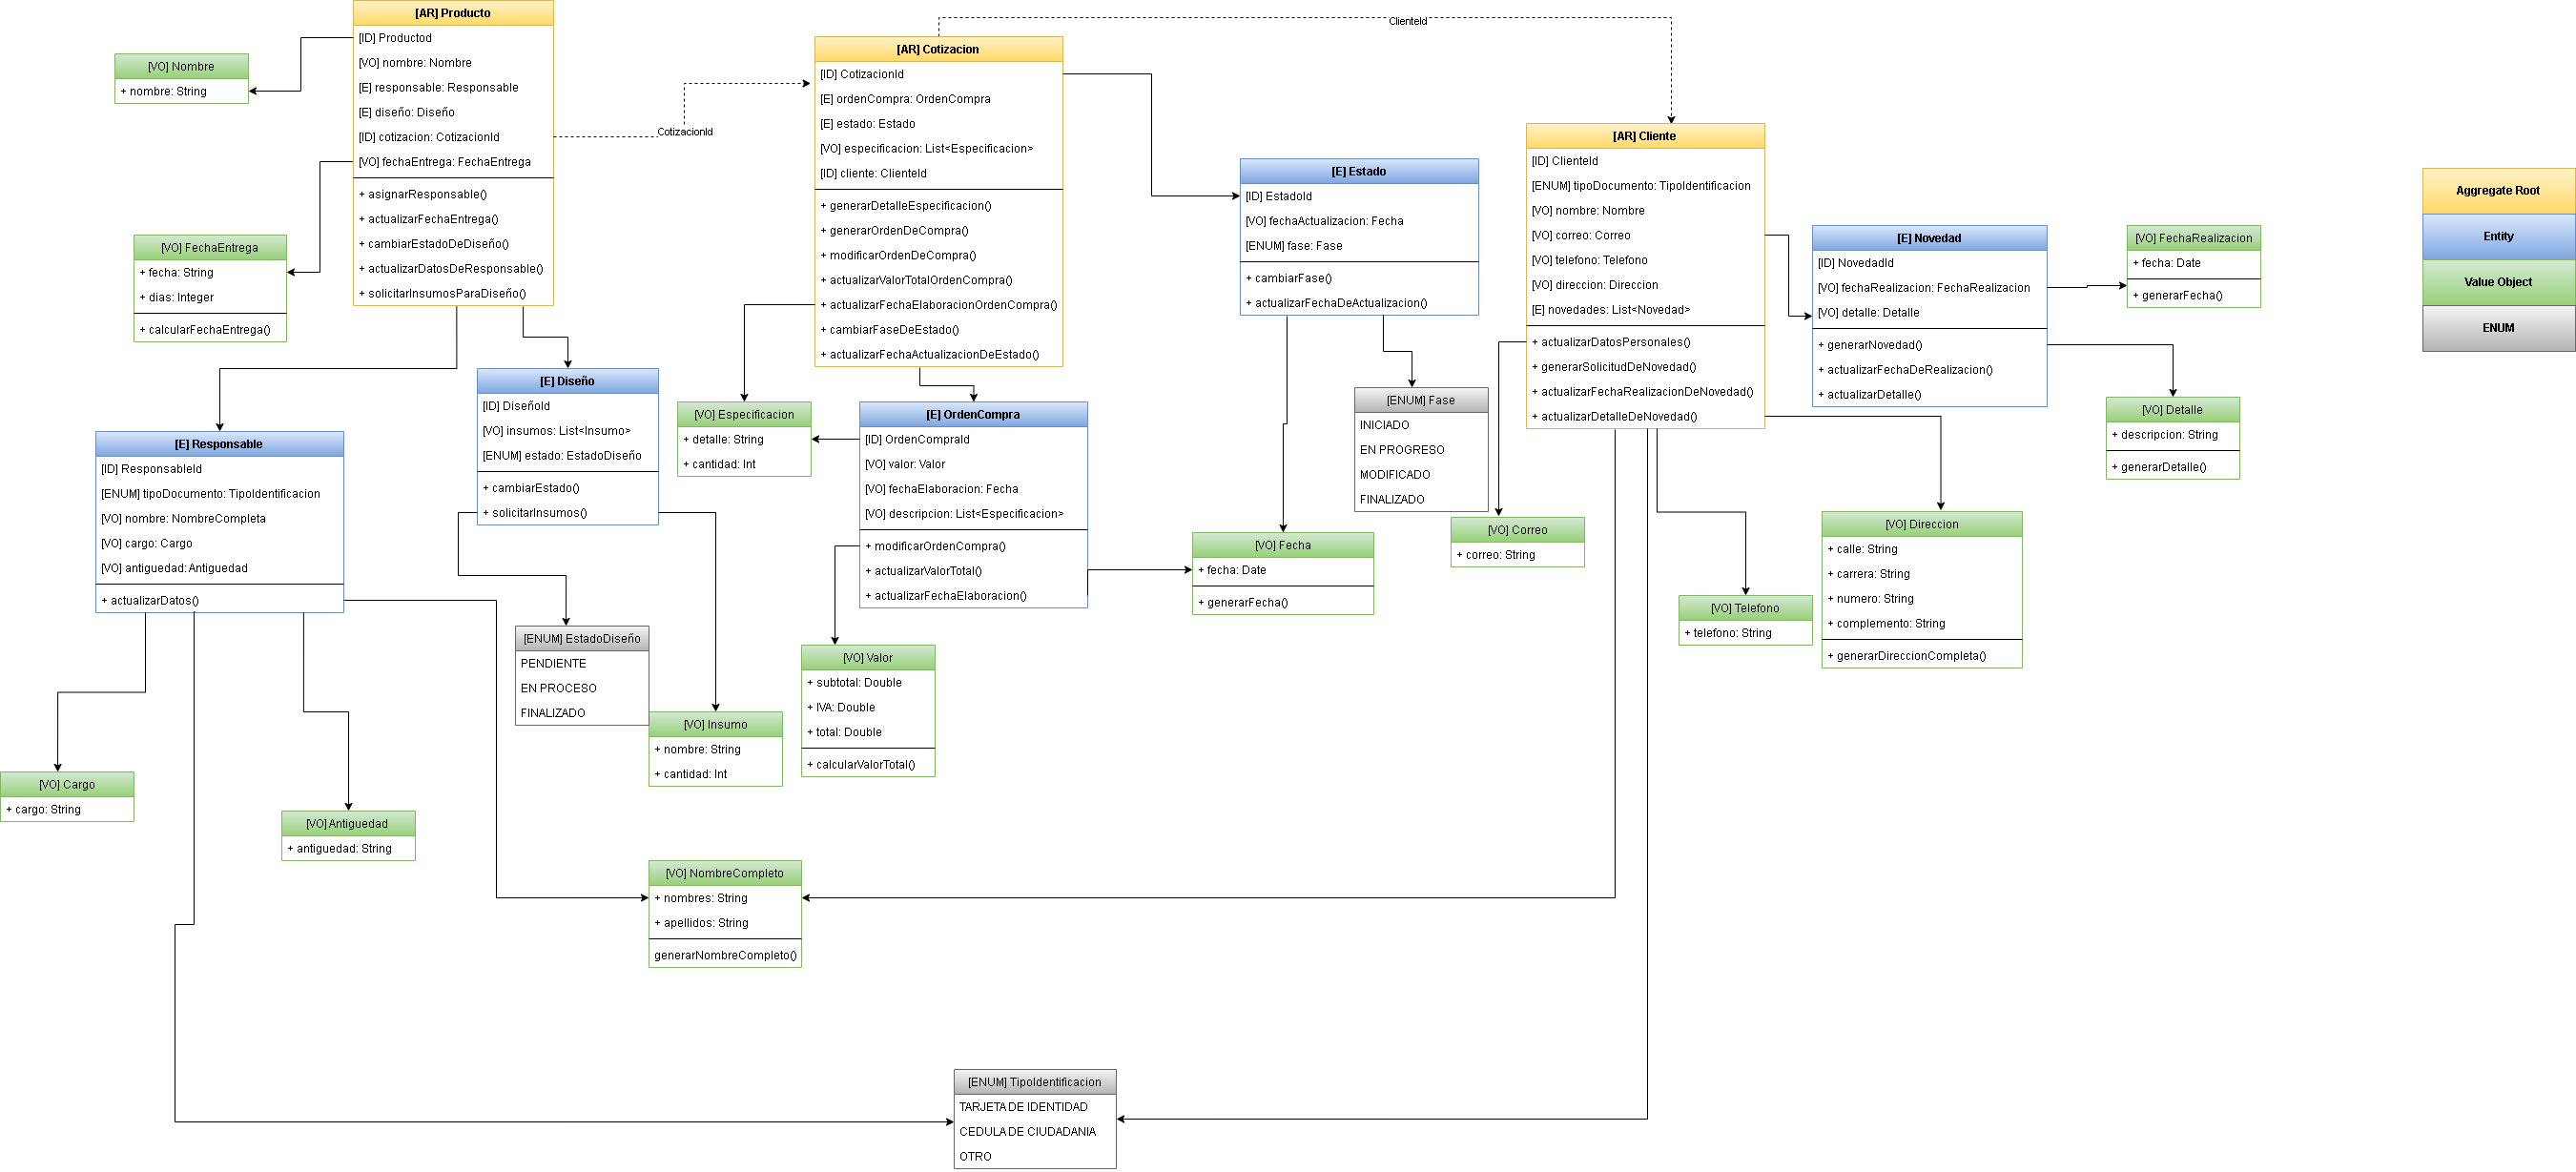 [AR] Producto
[ID] Productod
[VO] nombre: Nombre
[E] responsable: Responsable
[E] diseño: Diseño
[ID] cotizacion: CotizacionId
[VO] fechaEntrega: FechaEntrega
+ asignarResponsable()
+ actualizarFechaEntrega()
+ cambiarEstadoDeDiseño()
+ actualizarDatosDeResponsable()
+ solicitarInsumosParaDiseño()
[VO] Nombre
+ nombre: String
[VO] FechaEntrega
+ fecha: String
+ dias: Integer
+ calcularFechaEntrega()
CotizacionId
[AR] Cotizacion
[ID] CotizacionId
[E] ordenCompra: OrdenCompra
[E] estado: Estado
[VO] especificacion: List<Especificacion>
[ID] cliente: ClienteId
+ generarDetalleEspecificacion()
+ generarOrdenDeCompra()
+ modificarOrdenDeCompra()
+ actualizarValorTotalOrdenCompra()
+ actualizarFechaElaboracionOrdenCompra()
+ cambiarFaseDeEstado()
+ actualizarFechaActualizacionDeEstado()
ClienteId
[E] Estado
[ID] EstadoId
[VO] fechaActualizacion: Fecha
[ENUM] fase: Fase
+ cambiarFase()
+ actualizarFechaDeActualizacion()
[AR] Cliente
[ID] ClienteId
[ENUM] tipoDocumento: TipoIdentificacion
[VO] nombre: Nombre
[VO] correo: Correo
[VO] telefono: Telefono
[VO] direccion: Direccion
[E] novedades: List<Novedad>
+ actualizarDatosPersonales()
+ generarSolicitudDeNovedad()
+ actualizarFechaRealizacionDeNovedad()
+ actualizarDetalleDeNovedad()
[E] Novedad
[ID] NovedadId
[VO] fechaRealizacion: FechaRealizacion
[VO] detalle: Detalle
+ generarNovedad()
+ actualizarFechaDeRealizacion()
+ actualizarDetalle()
[VO] FechaRealizacion
+ fecha: Date
+ generarFecha()
Aggregate Root
Entity
Value Object
ENUM
[VO] Detalle
+ descripcion: String
+ generarDetalle()
[E] Responsable
[ID] ResponsableId
[ENUM] tipoDocumento: TipoIdentificacion
[VO] nombre: NombreCompleta
[VO] cargo: Cargo
[VO] antiguedad: Antiguedad
+ actualizarDatos()
[E] Diseño
[ID] DiseñoId
[VO] insumos: List<Insumo>
[ENUM] estado: EstadoDiseño
+ cambiarEstado()
+ solicitarInsumos()
[VO] Especificacion
+ detalle: String
+ cantidad: Int
[E] OrdenCompra
[ID] OrdenCompraId
[VO] valor: Valor
[VO] fechaElaboracion: Fecha
[VO] descripcion: List<Especificacion>
+ modificarOrdenCompra()
+ actualizarValorTotal()
+ actualizarFechaElaboracion()
[ENUM] Fase
INICIADO
EN PROGRESO
MODIFICADO
FINALIZADO
[VO] Fecha
+ fecha: Date
+ generarFecha()
[VO] Correo
+ correo: String
[VO] Telefono
+ telefono: String
[VO] Direccion
+ calle: String
+ carrera: String
+ numero: String
+ complemento: String
+ generarDireccionCompleta()
[ENUM] EstadoDiseño
PENDIENTE
EN PROCESO
FINALIZADO
[VO] Insumo
+ nombre: String
+ cantidad: Int
[VO] Valor
+ subtotal: Double
+ IVA: Double
+ total: Double
+ calcularValorTotal()
[VO] Cargo
+ cargo: String
[VO] Antiguedad
+ antiguedad: String
[VO] NombreCompleto
+ nombres: String
+ apellidos: String
generarNombreCompleto()
[ENUM] TipoIdentificacion
TARJETA DE IDENTIDAD
CEDULA DE CIUDADANIA
OTRO